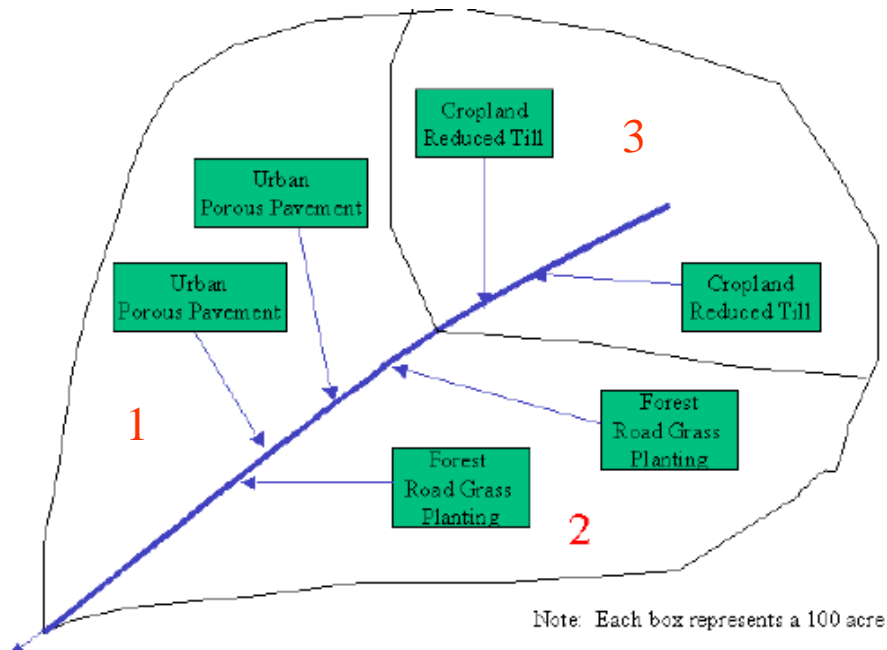 Cropland
Reduced Till
3
Urban
Porous Pavement
Urban
Porous Pavement
Cropland
Reduced Till
1
Forest
Road Grass
Planting
Forest
Road Grass
Planting
2
Note: Each box represents a 100 acre